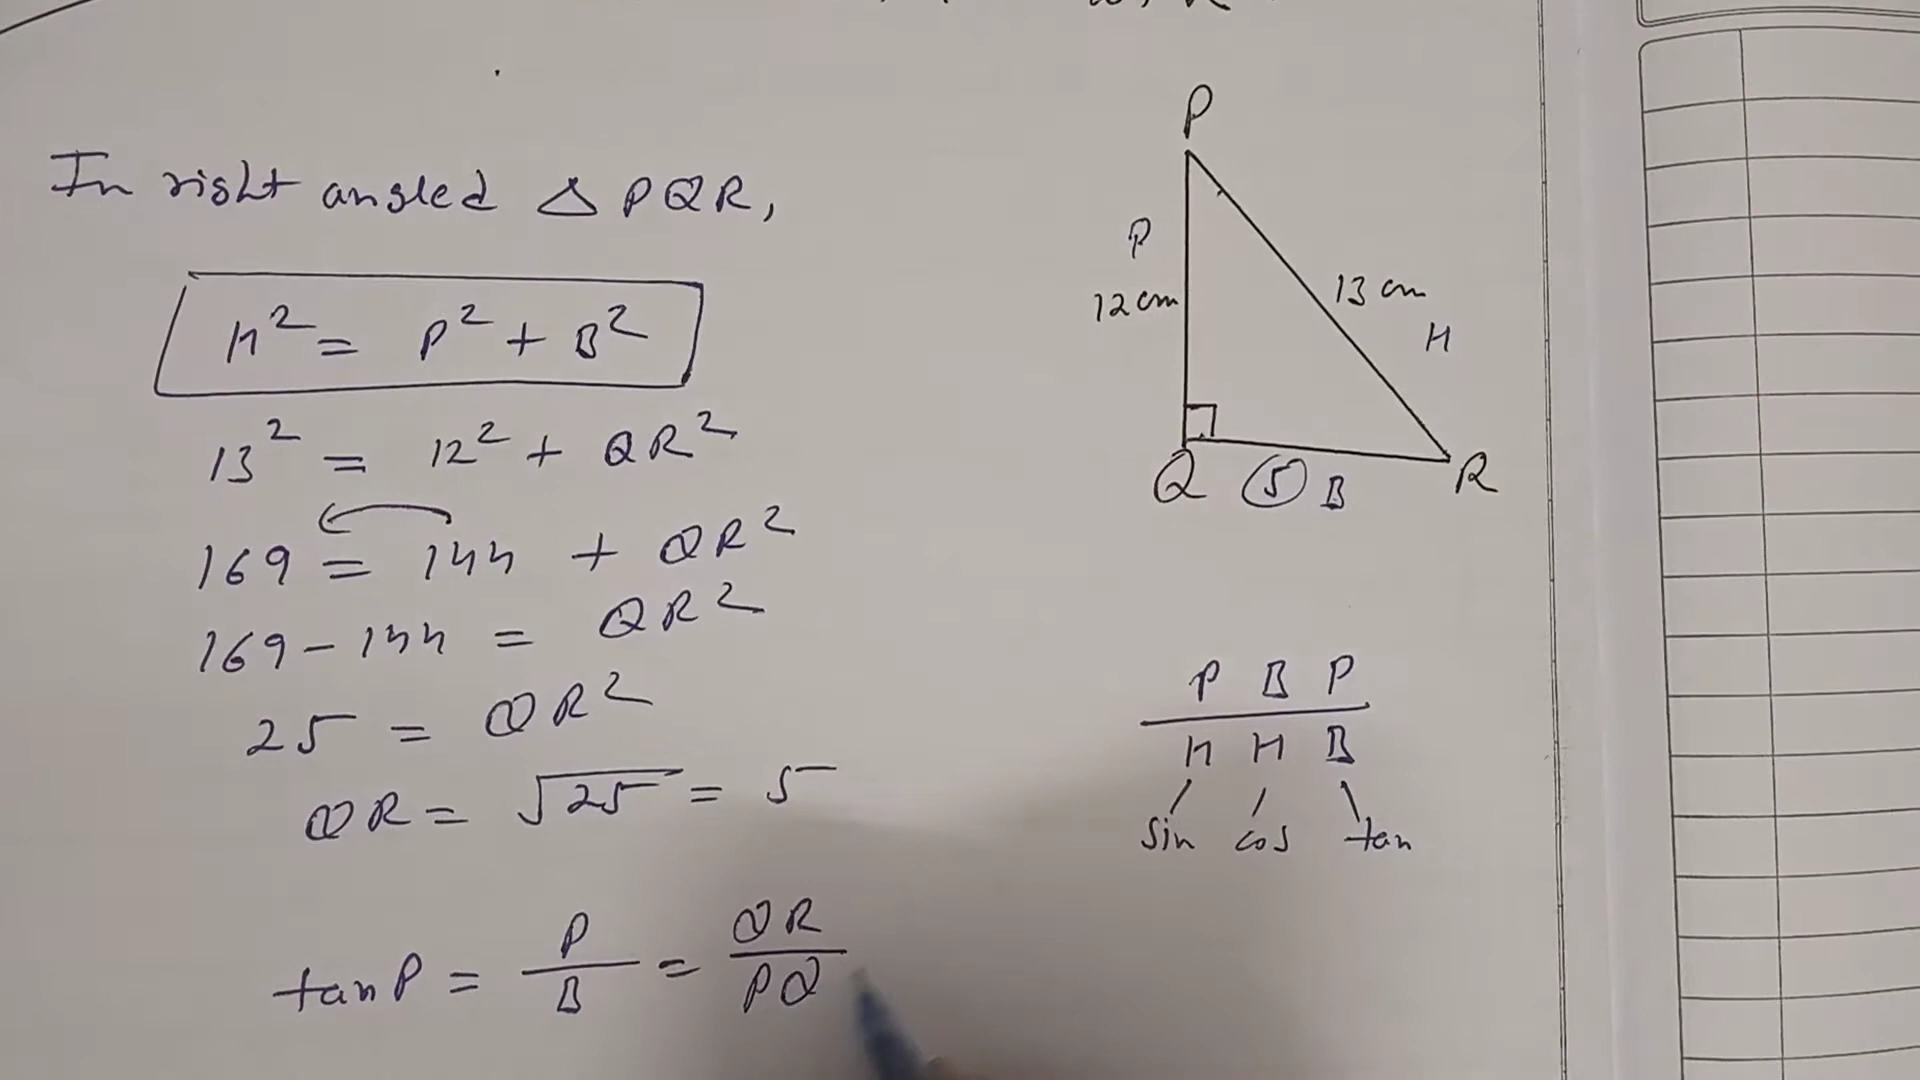 In right angled △ PQR,
H² = P² + B²
13² = 12² + QR²
169 = 144 + QR²
169 - 144 = QR²
25 = QR²
QR = √25 = 5
tan P = P/B = QR/PQ
P
P
12 cm
13 cm
H
Q 5 B R
P B P
H H B
sin cos tan